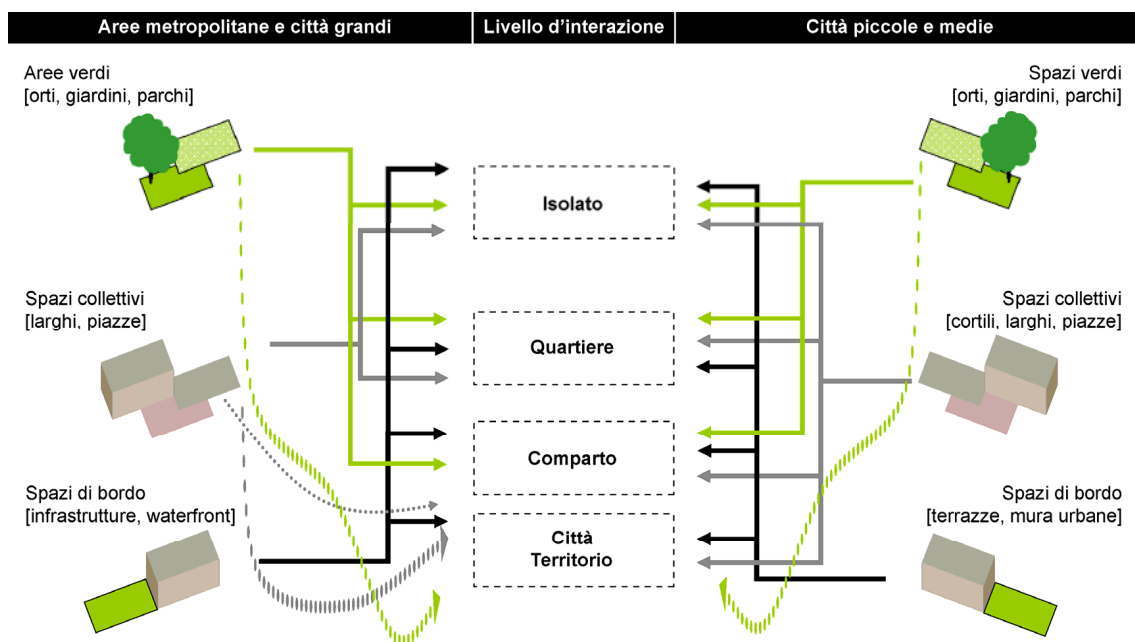 Aree metropolitane e città grandi
Livello d'interazione
Città piccole e medie
Aree verdi
[orti, giardini, parchi]
Spazi verdi
[orti, giardini, parchi]
Isolato
Spazi collettivi
[larghi, piazze]
Quartiere
Spazi collettivi
[cortili, larghi, piazze]
Comparto
Spazi di bordo
[infrastrutture, waterfront]
Città
Territorio
Spazi di bordo
[terrazze, mura urbane]